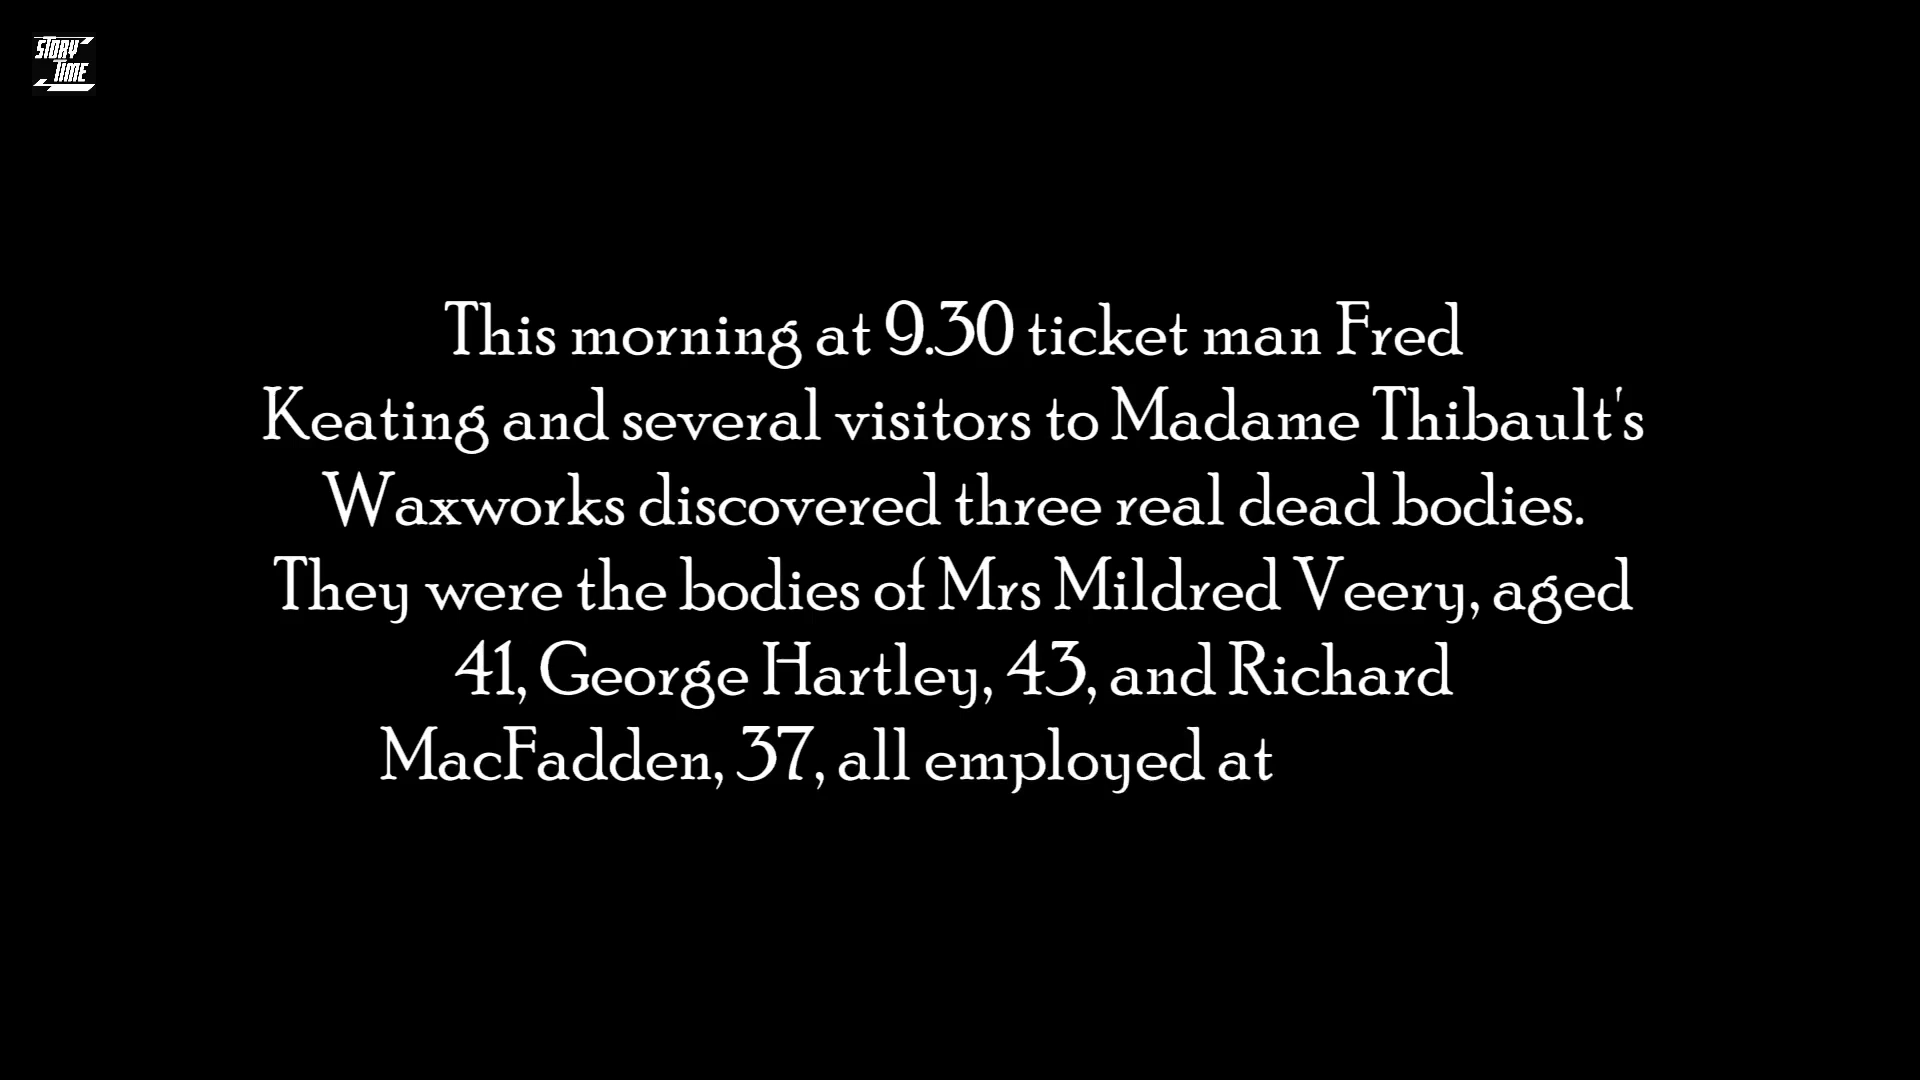 STORY
TIME
This morning at 9.30 ticket man Fred
Keating and several visitors to Madame Thibault's
Waxworks discovered three real dead bodies.
They were the bodies of Mrs Mildred Veery, aged
41, George Hartley, 43, and Richard
MacFadden, 37, all employed at